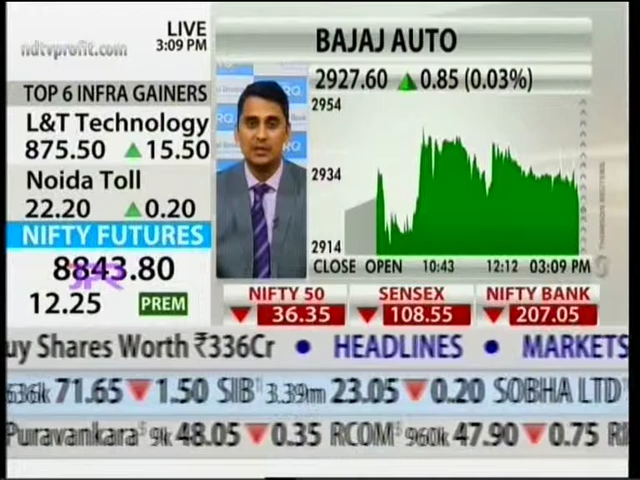 LIVE
ndtvprofit.com
3:09 PM
TOP 6 INFRA GAINERS
L&T Technology
875.50 ▲ 15.50
Noida Toll
22.20 ▲ 0.20
NIFTY FUTURES
8843.80
12.25 PREM
BAJAJ AUTO
2927.60 ▲ 0.85 (0.03%)
2954
2934
2914
CLOSE OPEN 10:43 12:12 03:09 PM
THOMSON REUTERS
NIFTY 50 SENSEX NIFTY BANK
▼ 36.35 ▼ 108.55 ▼ 207.05
uy Shares Worth ₹336Cr • HEADLINES • MARKETS
636k 71.65 ▼ 1.50 SIB 3.39m 23.05 ▼ 0.20 SOBHA LTD
Puravankara 9k 48.05 ▼ 0.35 RCOM 960k 47.90 ▼ 0.75